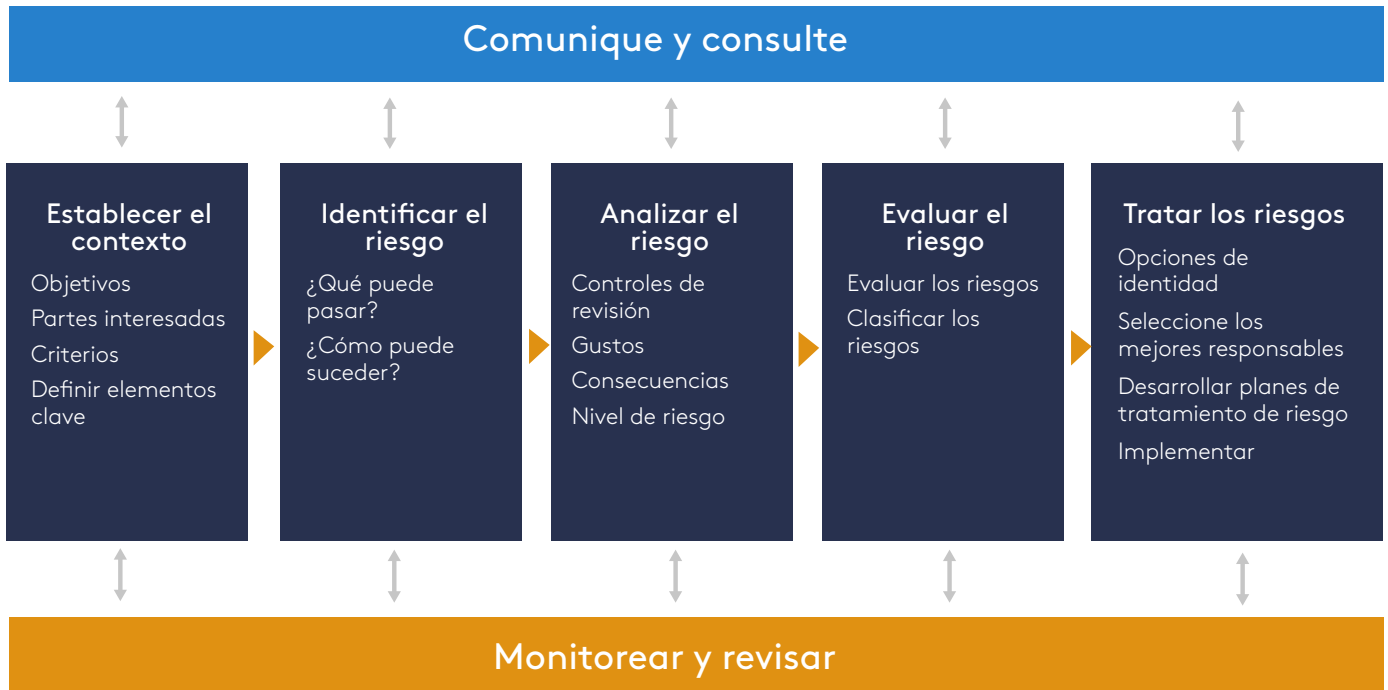 Comunique y consulte
Establecer el
contexto
Objetivos
Partes interesadas
Criterios
Definir elementos
clave
Identificar el
riesgo
¿Qué puede
pasar?
¿Cómo puede
suceder?
Analizar el
riesgo
Controles de
revisión
Gustos
Consecuencias
Nivel de riesgo
Evaluar el
riesgo
Evaluar los riesgos
Clasificar los
riesgos
Tratar los riesgos
Opciones de
identidad
Seleccione los
mejores responsables
Desarrollar planes de
tratamiento de riesgo
Implementar
Monitorear y revisar